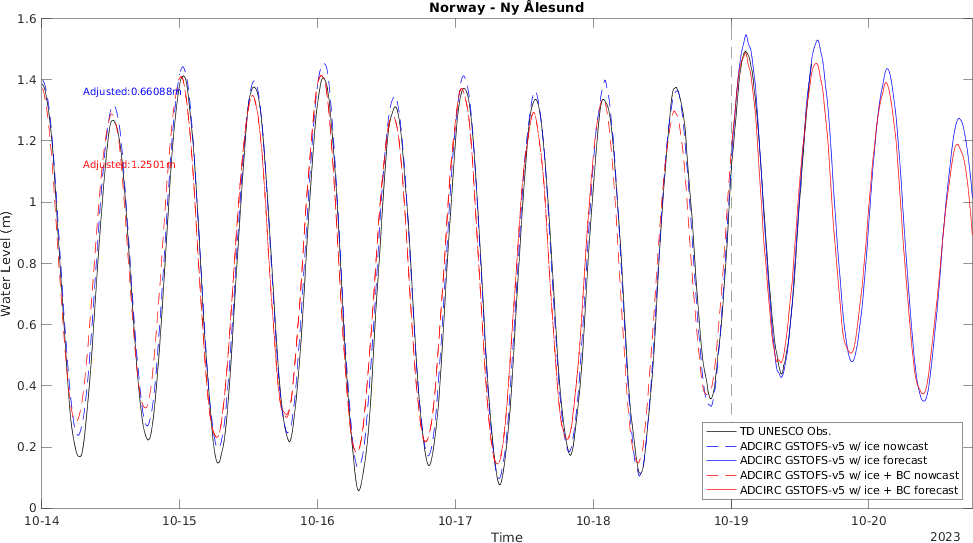 Norway - Ny Ålesund
1.6
1.4
1.2
1
0.8
0.6
0.4
0.2
0
Water Level (m)
Adjusted:0.66088m
Adjusted:1.2501m
TD UNESCO Obs.
ADCIRC GSTOFS-v5 w/ ice nowcast
ADCIRC GSTOFS-v5 w/ ice forecast
ADCIRC GSTOFS-v5 w/ ice + BC nowcast
ADCIRC GSTOFS-v5 w/ ice + BC forecast
10-14 10-15 10-16 10-17 10-18 10-19 10-20
Time
2023